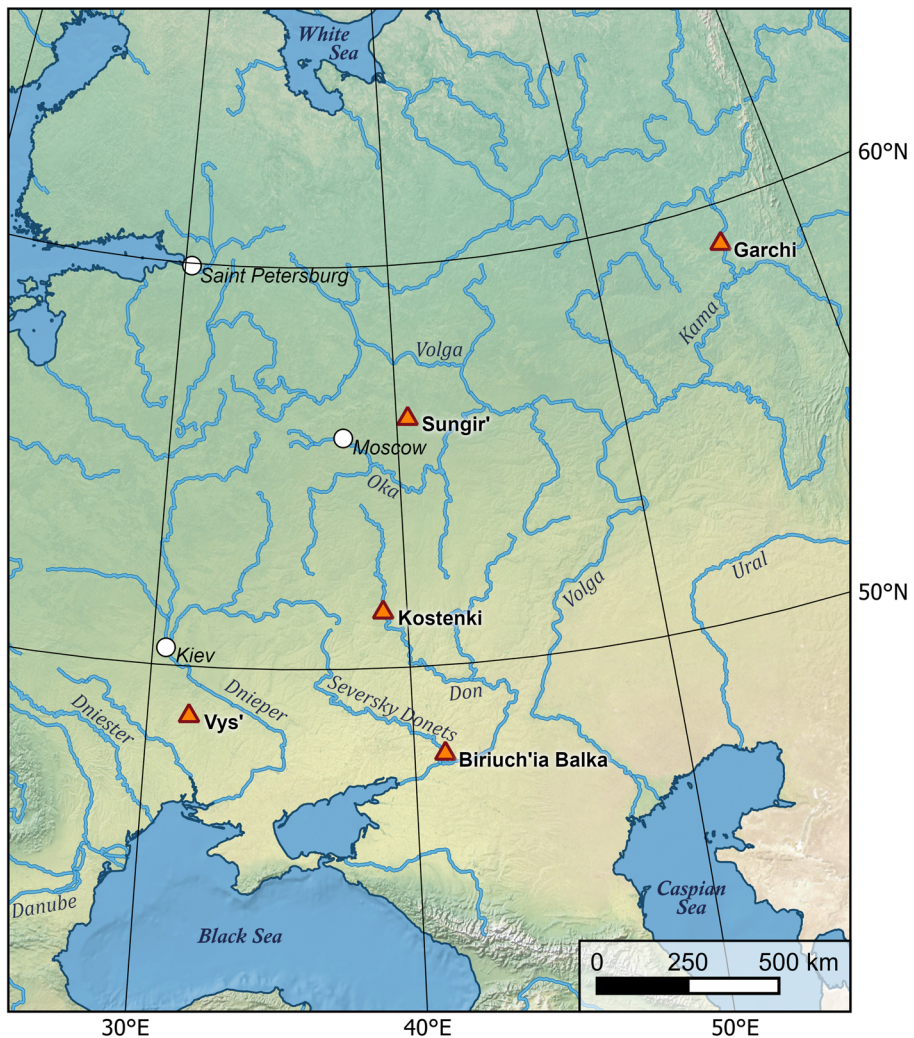 White
Sea
60°N
Garchi
Saint Petersburg
Kama
Volga
Sungir'
Moscow
Oka
Ural
Volga
50°N
Kostenki
Kiev
Don
Dnieper
Seversky Donets
Dniester
Vys'
Biriuch'ia Balka
Danube
Caspian
Sea
Black Sea
0 250 500 km
30°E 40°E 50°E